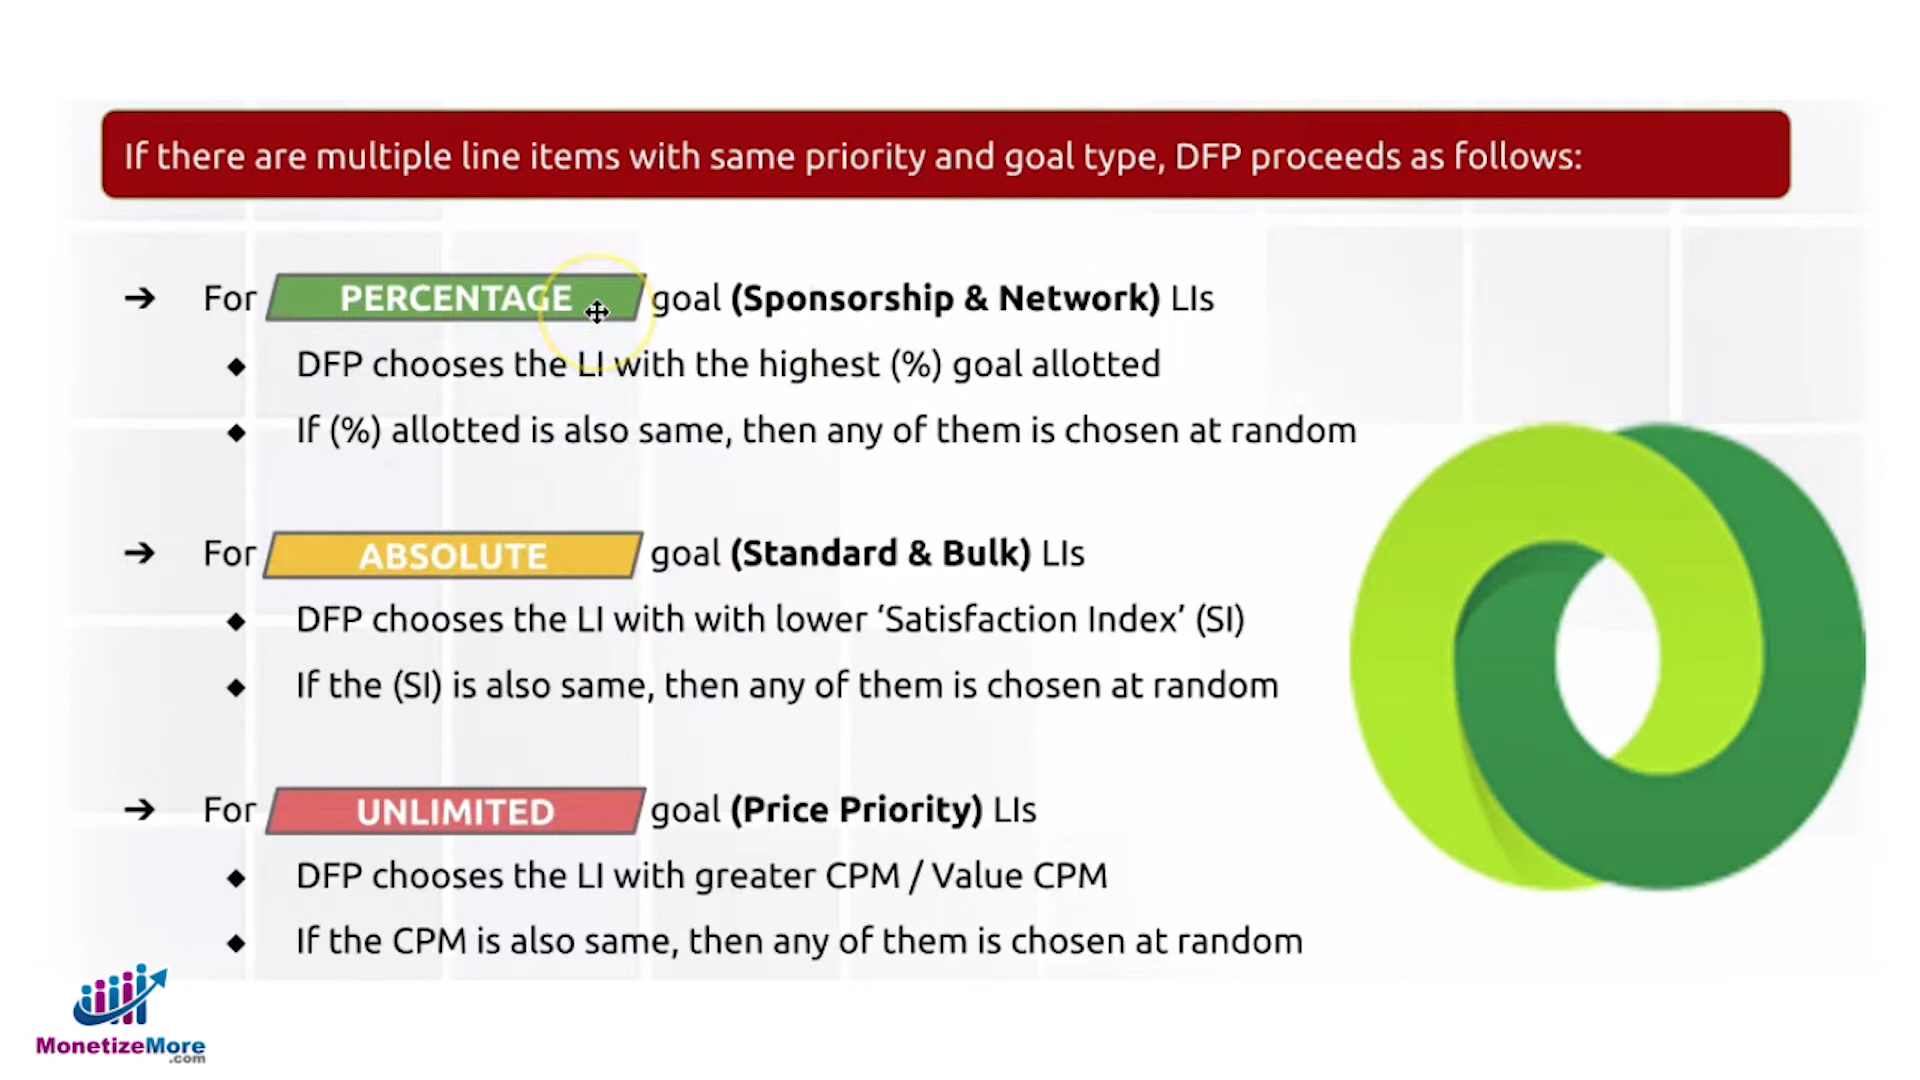 If there are multiple line items with same priority and goal type, DFP proceeds as follows:
➔ For PERCENTAGE goal (Sponsorship & Network) LIs
◆ DFP chooses the LI with the highest (%) goal allotted
◆ If (%) allotted is also same, then any of them is chosen at random
➔ For ABSOLUTE goal (Standard & Bulk) LIs
◆ DFP chooses the LI with with lower ‘Satisfaction Index’ (SI)
◆ If the (SI) is also same, then any of them is chosen at random
➔ For UNLIMITED goal (Price Priority) LIs
◆ DFP chooses the LI with greater CPM / Value CPM
◆ If the CPM is also same, then any of them is chosen at random
MonetizeMore
.com